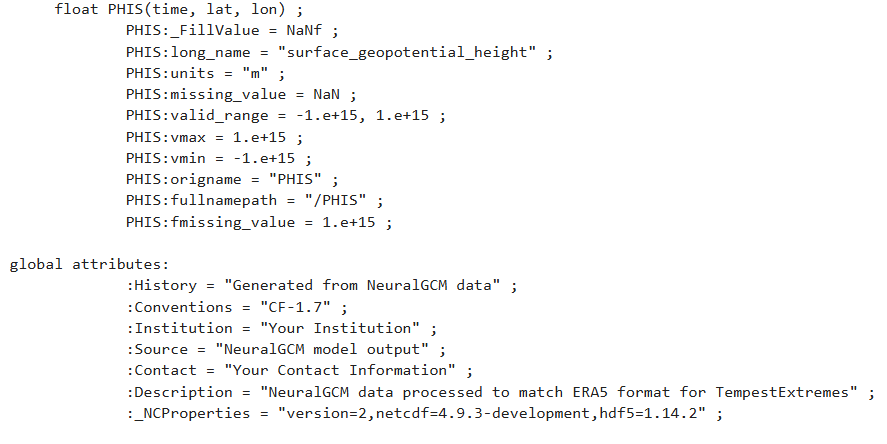 float PHIS(time, lat, lon) ;
PHIS:_FillValue = NaNf ;
PHIS:long_name = "surface_geopotential_height" ;
PHIS:units = "m" ;
PHIS:missing_value = NaN ;
PHIS:valid_range = -1.e+15, 1.e+15 ;
PHIS:vmax = 1.e+15 ;
PHIS:vmin = -1.e+15 ;
PHIS:origname = "PHIS" ;
PHIS:fullnamepath = "/PHIS" ;
PHIS:fmissing_value = 1.e+15 ;
global attributes:
:History = "Generated from NeuralGCM data" ;
:Conventions = "CF-1.7" ;
:Institution = "Your Institution" ;
:Source = "NeuralGCM model output" ;
:Contact = "Your Contact Information" ;
:Description = "NeuralGCM data processed to match ERA5 format for TempestExtremes" ;
:_NCProperties = "version=2,netcdf=4.9.3-development,hdf5=1.14.2" ;